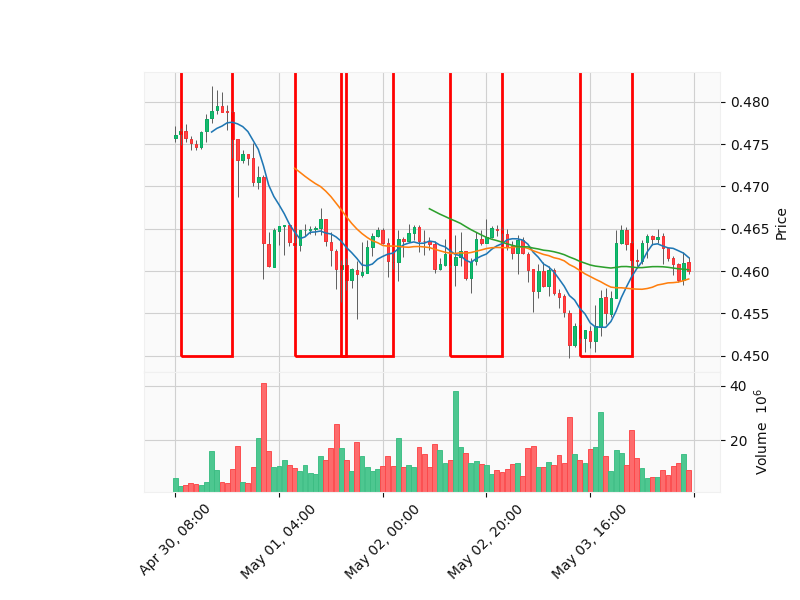 0.480
0.475
0.470
0.465
0.460
0.455
0.450
Price
40
20
Volume 10^6
Apr 30, 08:00
May 01, 04:00
May 02, 00:00
May 02, 20:00
May 03, 16:00